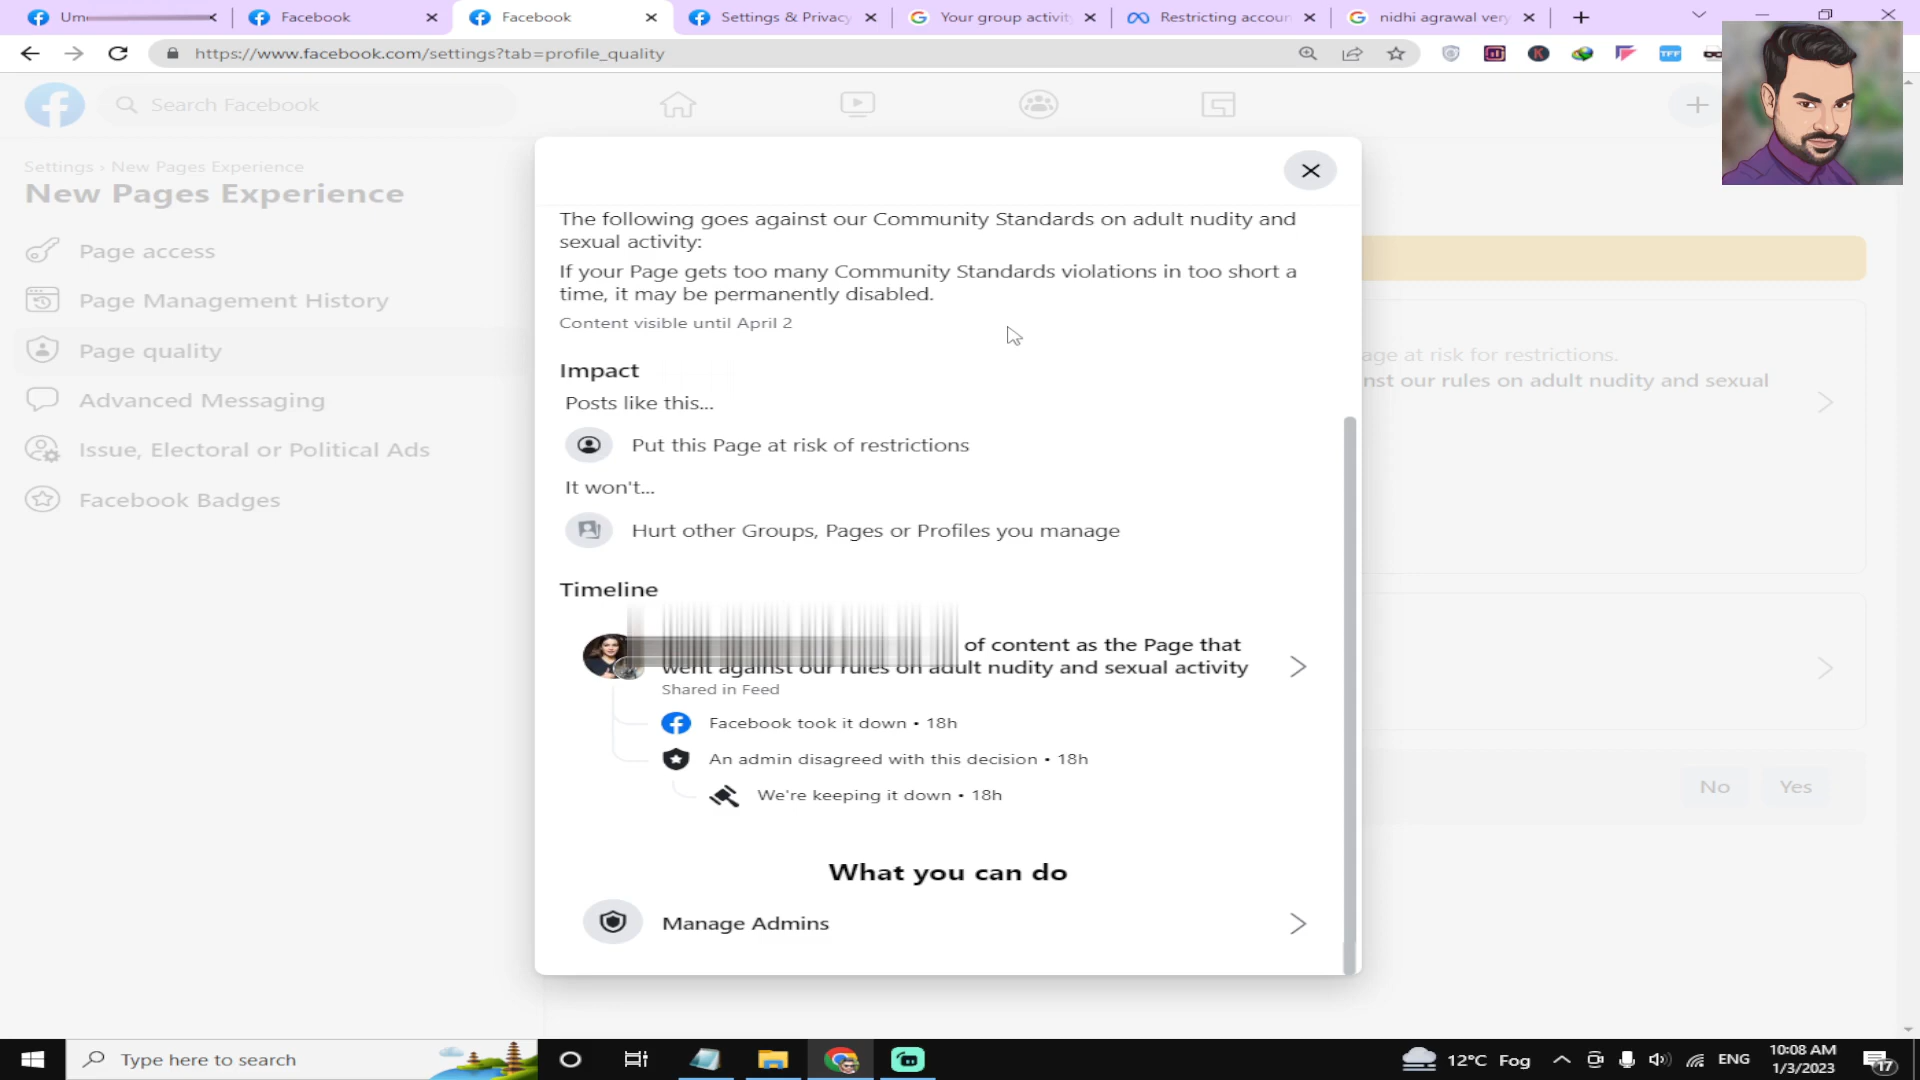 Um
Facebook
Facebook
Settings & Privacy
Your group activit
Restricting accoun
nidhi agrawal very
https://www.facebook.com/settings?tab=profile_quality
TFF
Search Facebook
Settings › New Pages Experience
New Pages Experience
Page access
Page Management History
Page quality
Advanced Messaging
Issue, Electoral or Political Ads
Facebook Badges
The following goes against our Community Standards on adult nudity and
sexual activity:
If your Page gets too many Community Standards violations in too short a
time, it may be permanently disabled.
Content visible until April 2
Impact
Posts like this...
Put this Page at risk of restrictions
It won't...
Hurt other Groups, Pages or Profiles you manage
Timeline
of content as the Page that
went against our rules on adult nudity and sexual activity
Shared in Feed
Facebook took it down • 18h
An admin disagreed with this decision • 18h
We're keeping it down • 18h
What you can do
Manage Admins
age at risk for restrictions.
nst our rules on adult nudity and sexual
No
Yes
Type here to search
12°C Fog
ENG
10:08 AM
1/3/2023
17